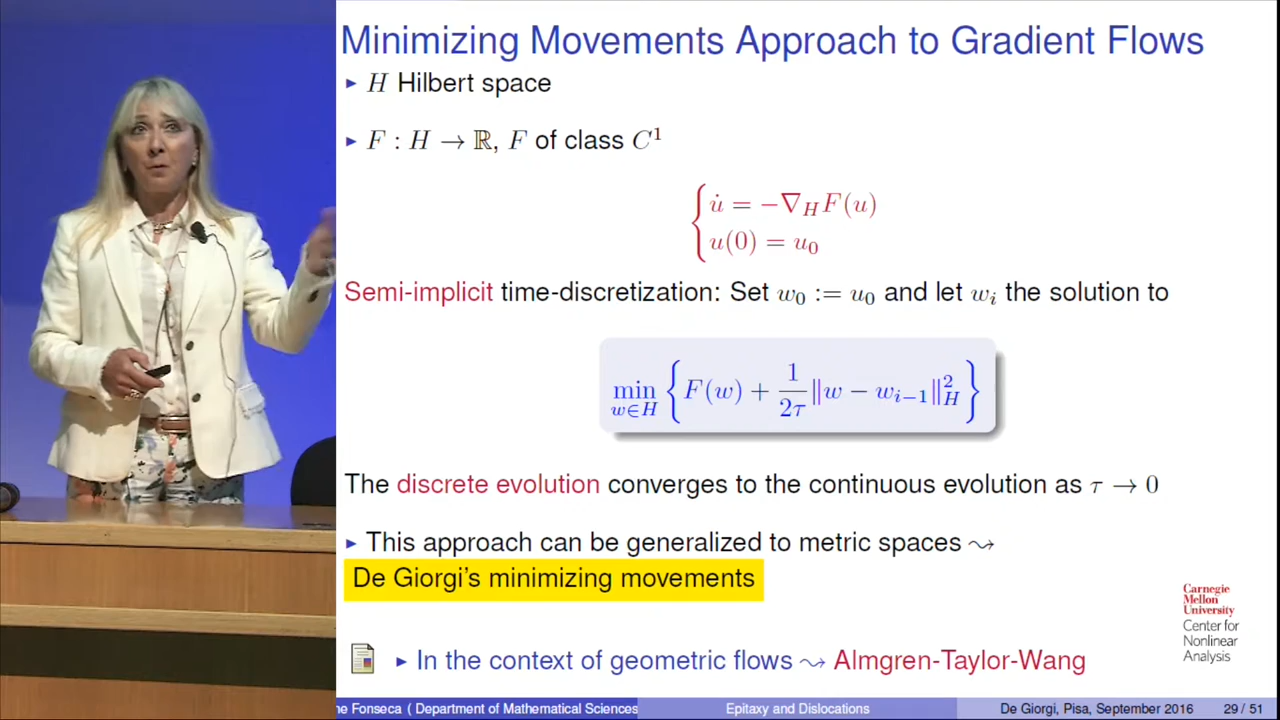 Minimizing Movements Approach to Gradient Flows
▸ H Hilbert space
▸ F : H → ℝ, F of class C¹
{ u̇ = −∇_H F(u)
u(0) = u₀
Semi-implicit time-discretization: Set w₀ := u₀ and let wᵢ the solution to
min_{w∈H} { F(w) + 1/(2τ) ‖w − w_{i−1}‖²_H }
The discrete evolution converges to the continuous evolution as τ → 0
▸ This approach can be generalized to metric spaces ⇝
De Giorgi's minimizing movements
▸ In the context of geometric flows ⇝ Almgren-Taylor-Wang
Carnegie
Mellon
University
Center for
Nonlinear
Analysis
ne Fonseca ( Department of Mathematical Sciences Epitaxy and Dislocations De Giorgi, Pisa, September 2016 29 / 51